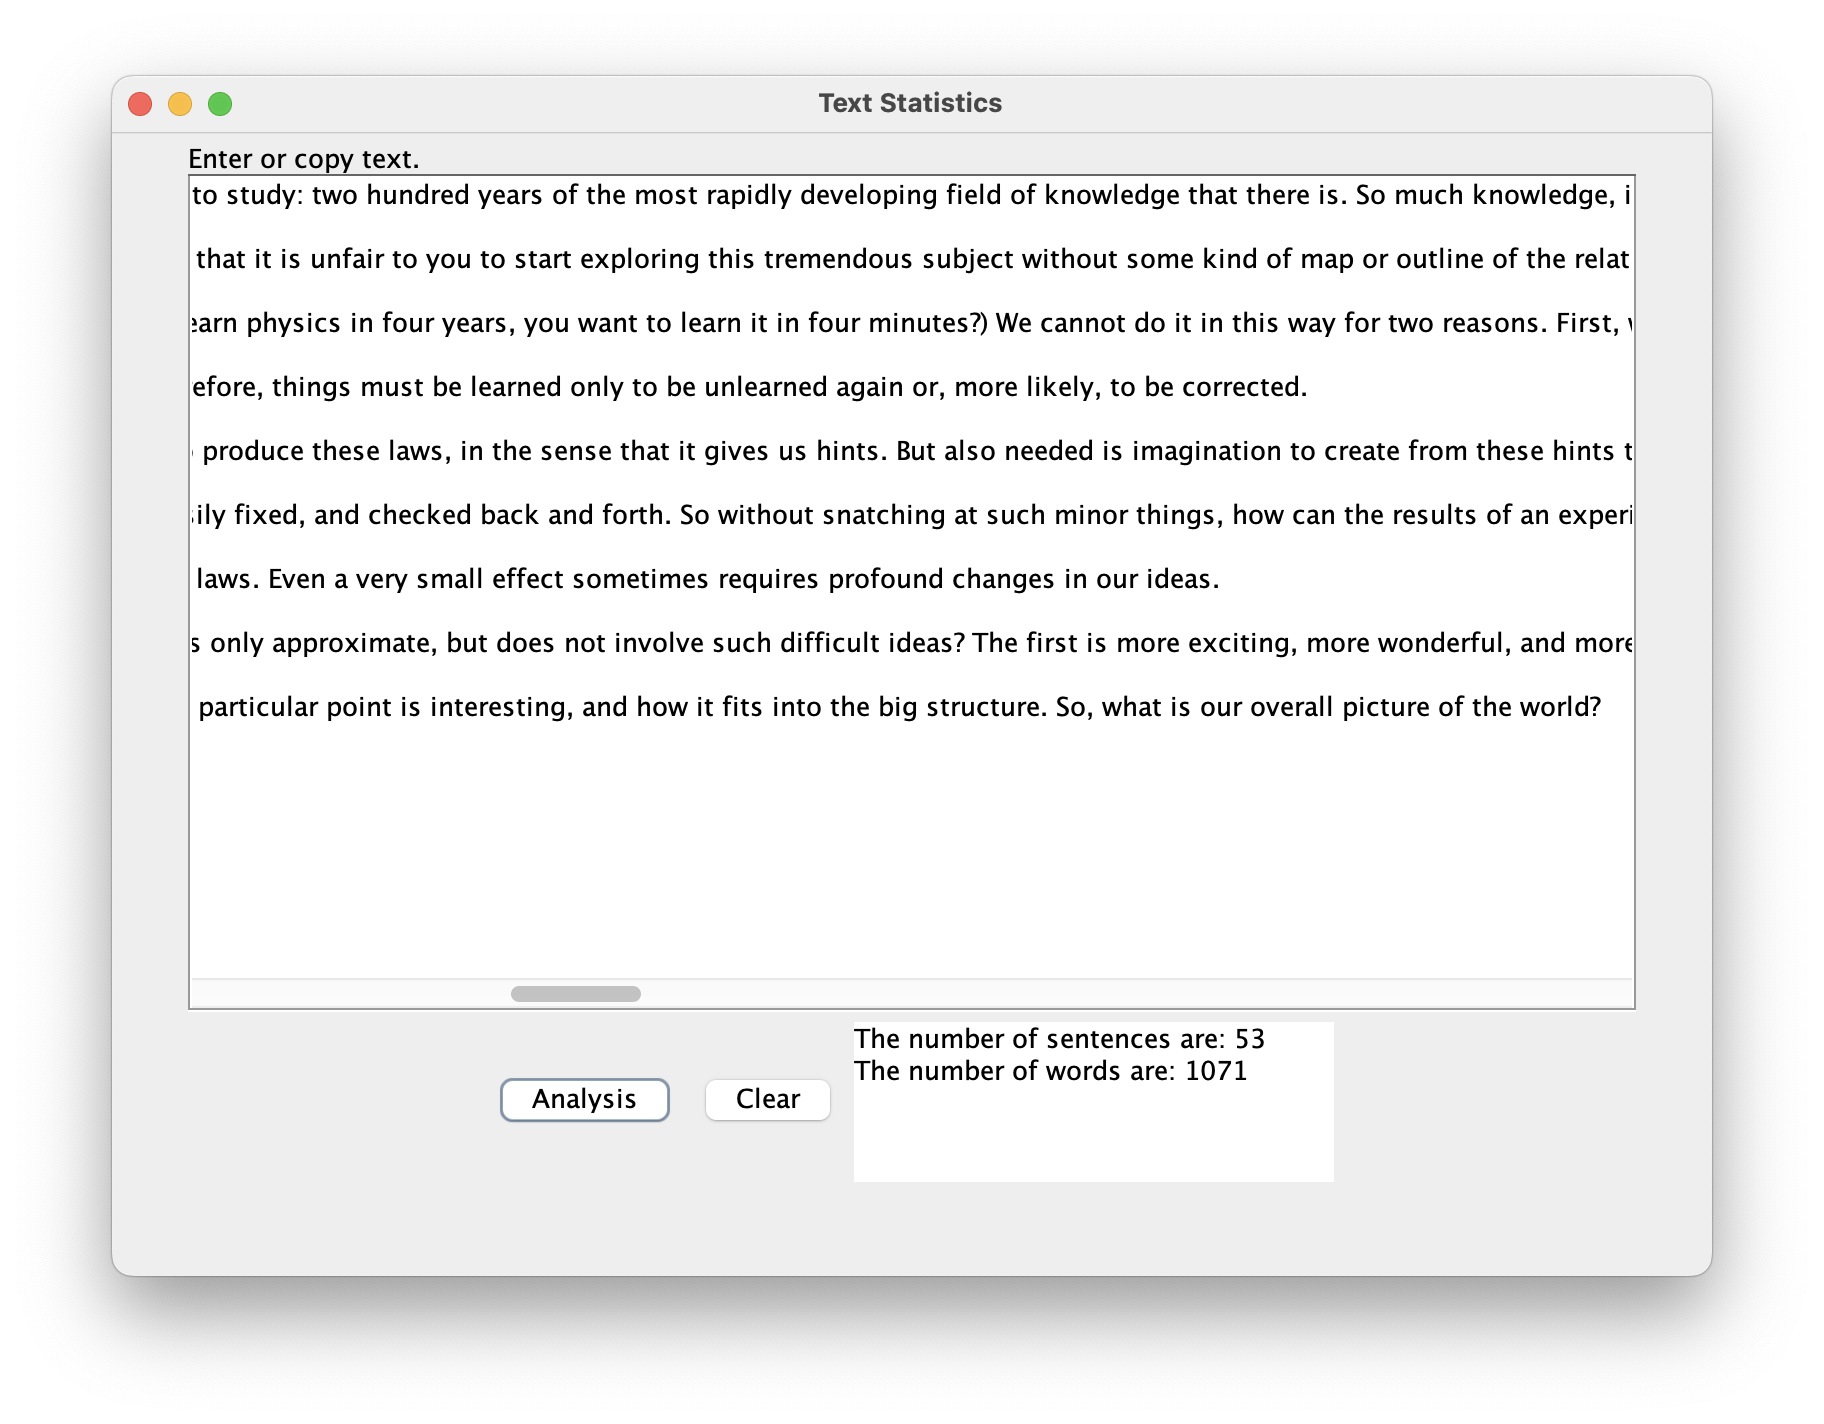 Text Statistics
Enter or copy text.
to study: two hundred years of the most rapidly developing field of knowledge that there is. So much knowledge,
that it is unfair to you to start exploring this tremendous subject without some kind of map or outline of the relat
earn physics in four years, you want to learn it in four minutes?) We cannot do it in this way for two reasons. First,
efore, things must be learned only to be unlearned again or, more likely, to be corrected.
produce these laws, in the sense that it gives us hints. But also needed is imagination to create from these hints t
ily fixed, and checked back and forth. So without snatching at such minor things, how can the results of an experi
laws. Even a very small effect sometimes requires profound changes in our ideas.
s only approximate, but does not involve such difficult ideas? The first is more exciting, more wonderful, and more
particular point is interesting, and how it fits into the big structure. So, what is our overall picture of the world?
The number of sentences are: 53
The number of words are: 1071
Analysis
Clear